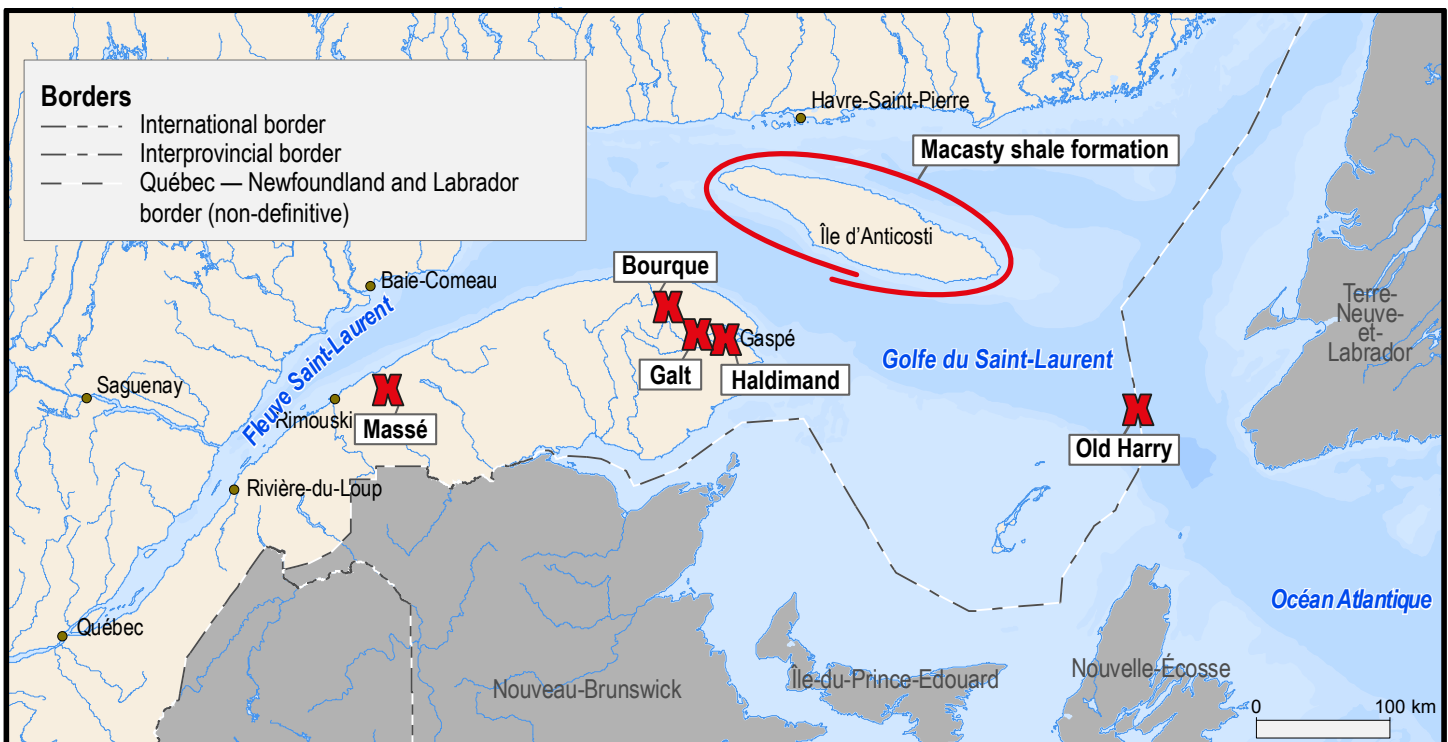 Borders
International border
Interprovincial border
Québec — Newfoundland and Labrador
border (non-definitive)
Havre-Saint-Pierre
Macasty shale formation
Île d'Anticosti
Bourque
Baie-Comeau
Fleuve Saint-Laurent
Terre-
Neuve-
et-
Labrador
Gaspé
Golfe du Saint-Laurent
Galt
Haldimand
Saguenay
Rimouski
Massé
Old Harry
Rivière-du-Loup
Océan Atlantique
Québec
Nouveau-Brunswick
Île-du-Prince-Edouard
Nouvelle-Écosse
0 100 km